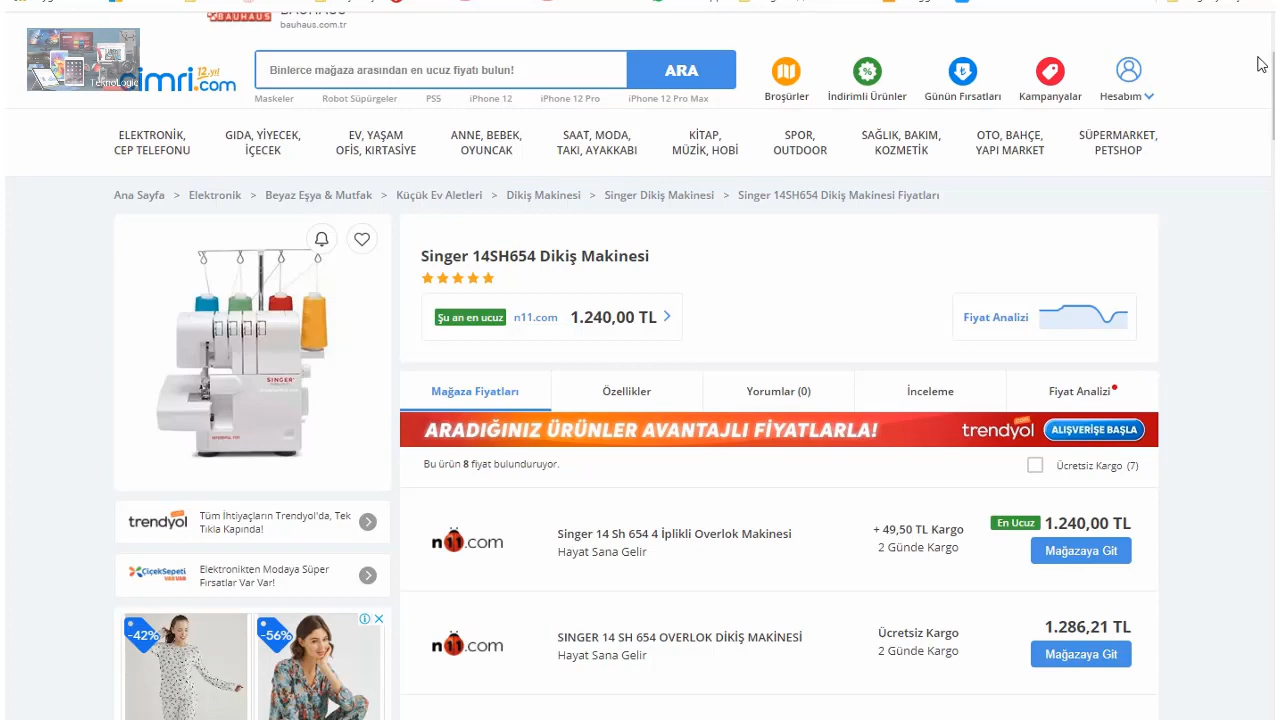 BAUHAUS
BAUHAUS
bauhaus.com.tr
TeknoLogic
cimri.com
12.yıl
Binlerce mağaza arasından en ucuz fiyatı bulun!
ARA
Maskeler Robot Süpürgeler PS5 iPhone 12 iPhone 12 Pro iPhone 12 Pro Max
Broşürler İndirimli Ürünler Günün Fırsatları Kampanyalar Hesabım
ELEKTRONİK, GIDA, YİYECEK, EV, YAŞAM ANNE, BEBEK, SAAT, MODA, KİTAP, SPOR, SAĞLIK, BAKIM, OTO, BAHÇE, SÜPERMARKET,
CEP TELEFONU İÇECEK OFİS, KIRTASİYE OYUNCAK TAKI, AYAKKABI MÜZİK, HOBİ OUTDOOR KOZMETİK YAPI MARKET PETSHOP
Ana Sayfa > Elektronik > Beyaz Eşya & Mutfak > Küçük Ev Aletleri > Dikiş Makinesi > Singer Dikiş Makinesi > Singer 14SH654 Dikiş Makinesi Fiyatları
SINGER
Singer 14SH654 Dikiş Makinesi
Şu an en ucuz n11.com 1.240,00 TL >
Fiyat Analizi
Mağaza Fiyatları Özellikler Yorumlar (0) İnceleme Fiyat Analizi
ARADIĞINIZ ÜRÜNLER AVANTAJLI FİYATLARLA! trendyol ALIŞVERİŞE BAŞLA
Bu ürün 8 fiyat bulunduruyor.
Ücretsiz Kargo (7)
trendyol
Tüm İhtiyaçların Trendyol'da, Tek
Tıkla Kapında!
ÇiçekSepeti
VAR VAR
Elektronikten Modaya Süper
Fırsatlar Var Var!
n11.com
Singer 14 Sh 654 4 İplikli Overlok Makinesi
Hayat Sana Gelir
+ 49,50 TL Kargo
2 Günde Kargo
En Ucuz 1.240,00 TL
Mağazaya Git
n11.com
SINGER 14 SH 654 OVERLOK DİKİŞ MAKİNESİ
Hayat Sana Gelir
Ücretsiz Kargo
2 Günde Kargo
1.286,21 TL
Mağazaya Git
-42%
-56%